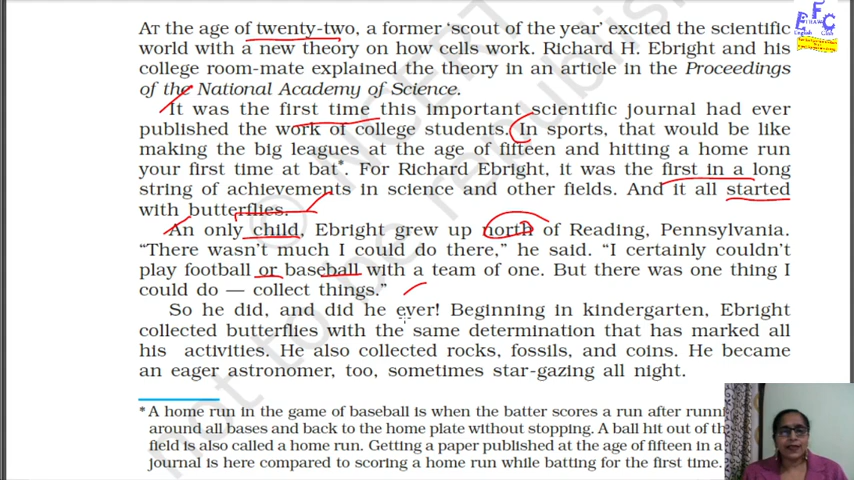 AT the age of twenty-two, a former ‘scout of the year’ excited the scientific
world with a new theory on how cells work. Richard H. Ebright and his
college room-mate explained the theory in an article in the Proceedings
of the National Academy of Science.
It was the first time this important scientific journal had ever
published the work of college students. In sports, that would be like
making the big leagues at the age of fifteen and hitting a home run
your first time at bat*. For Richard Ebright, it was the first in a long
string of achievements in science and other fields. And it all started
with butterflies.
An only child, Ebright grew up north of Reading, Pennsylvania.
“There wasn’t much I could do there,” he said. “I certainly couldn’t
play football or baseball with a team of one. But there was one thing I
could do — collect things.”
So he did, and did he ever! Beginning in kindergarten, Ebright
collected butterflies with the same determination that has marked all
his activities. He also collected rocks, fossils, and coins. He became
an eager astronomer, too, sometimes star-gazing all night.
* A home run in the game of baseball is when the batter scores a run after runn
around all bases and back to the home plate without stopping. A ball hit out of th
field is also called a home run. Getting a paper published at the age of fifteen in a
journal is here compared to scoring a home run while batting for the first time.
© NCERT
not to be republi
EFC
English Club